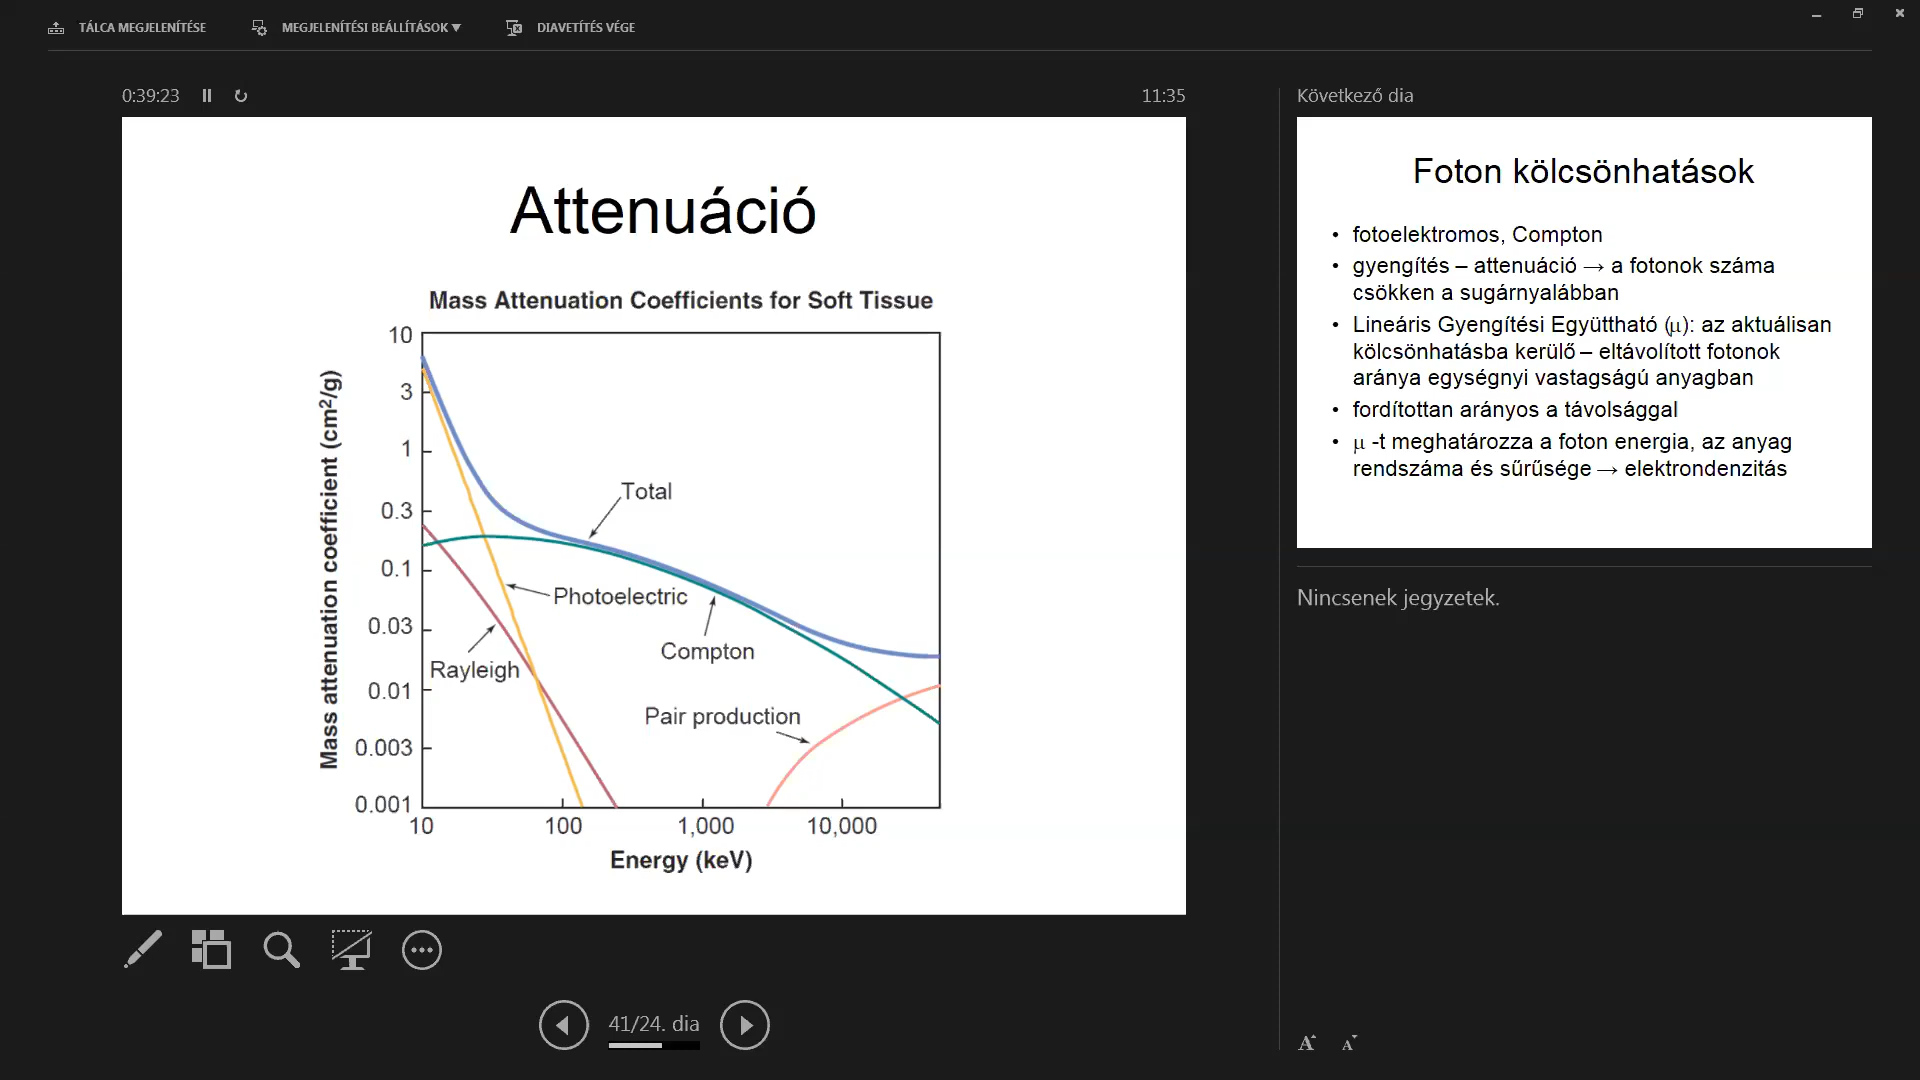 TÁLCA MEGJELENÍTÉSE
MEGJELENÍTÉSI BEÁLLÍTÁSOK ▼
DIAVETÍTÉS VÉGE
0:39:23
11:35
Attenuáció
Mass Attenuation Coefficients for Soft Tissue
Mass attenuation coefficient (cm²/g)
10
3
1
0.3
0.1
0.03
0.01
0.003
0.001
Total
Photoelectric
Compton
Rayleigh
Pair production
10
100
1,000
10,000
Energy (keV)
41/24. dia
Következő dia
Foton kölcsönhatások
• fotoelektromos, Compton
• gyengítés – attenuáció → a fotonok száma
csökken a sugárnyalábban
• Lineáris Gyengítési Együttható (μ): az aktuálisan
kölcsönhatásba kerülő – eltávolított fotonok
aránya egységnyi vastagságú anyagban
• fordítottan arányos a távolsággal
• μ -t meghatározza a foton energia, az anyag
rendszáma és sűrűsége → elektrondenzitás
Nincsenek jegyzetek.
A
A